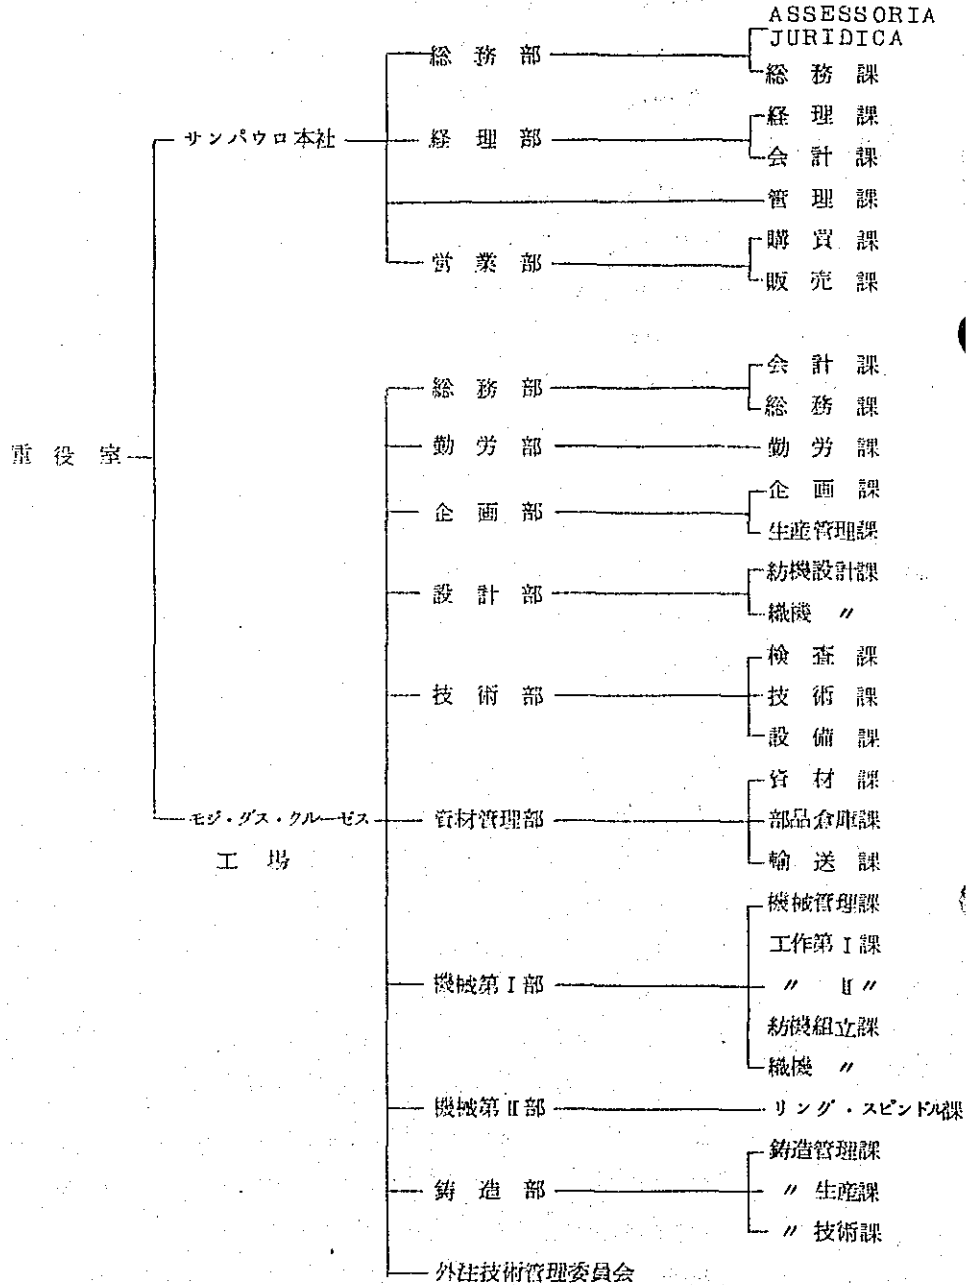 ASSESSORIA
JURIDICA
総務部
総務課
経理課
サンパウロ本社
経理部
会計課
管理課
購買課
営業部
販売課
会計課
総務部
総務課
勤労部
勤労課
重役室
企画課
企画部
生産管理課
紡機設計課
設計部
織機 〃
検査課
技術部
技術課
設備課
資材課
モジ・ダス・クルーゼス
工場
資材管理部
部品倉庫課
輸送課
機械管理課
工作第Ⅰ課
機械第Ⅰ部
〃 Ⅱ〃
紡機組立課
織機 〃
機械第Ⅱ部
リング・スピンドル課
鋳造管理課
鋳造部
〃 生産課
〃 技術課
外注技術管理委員会